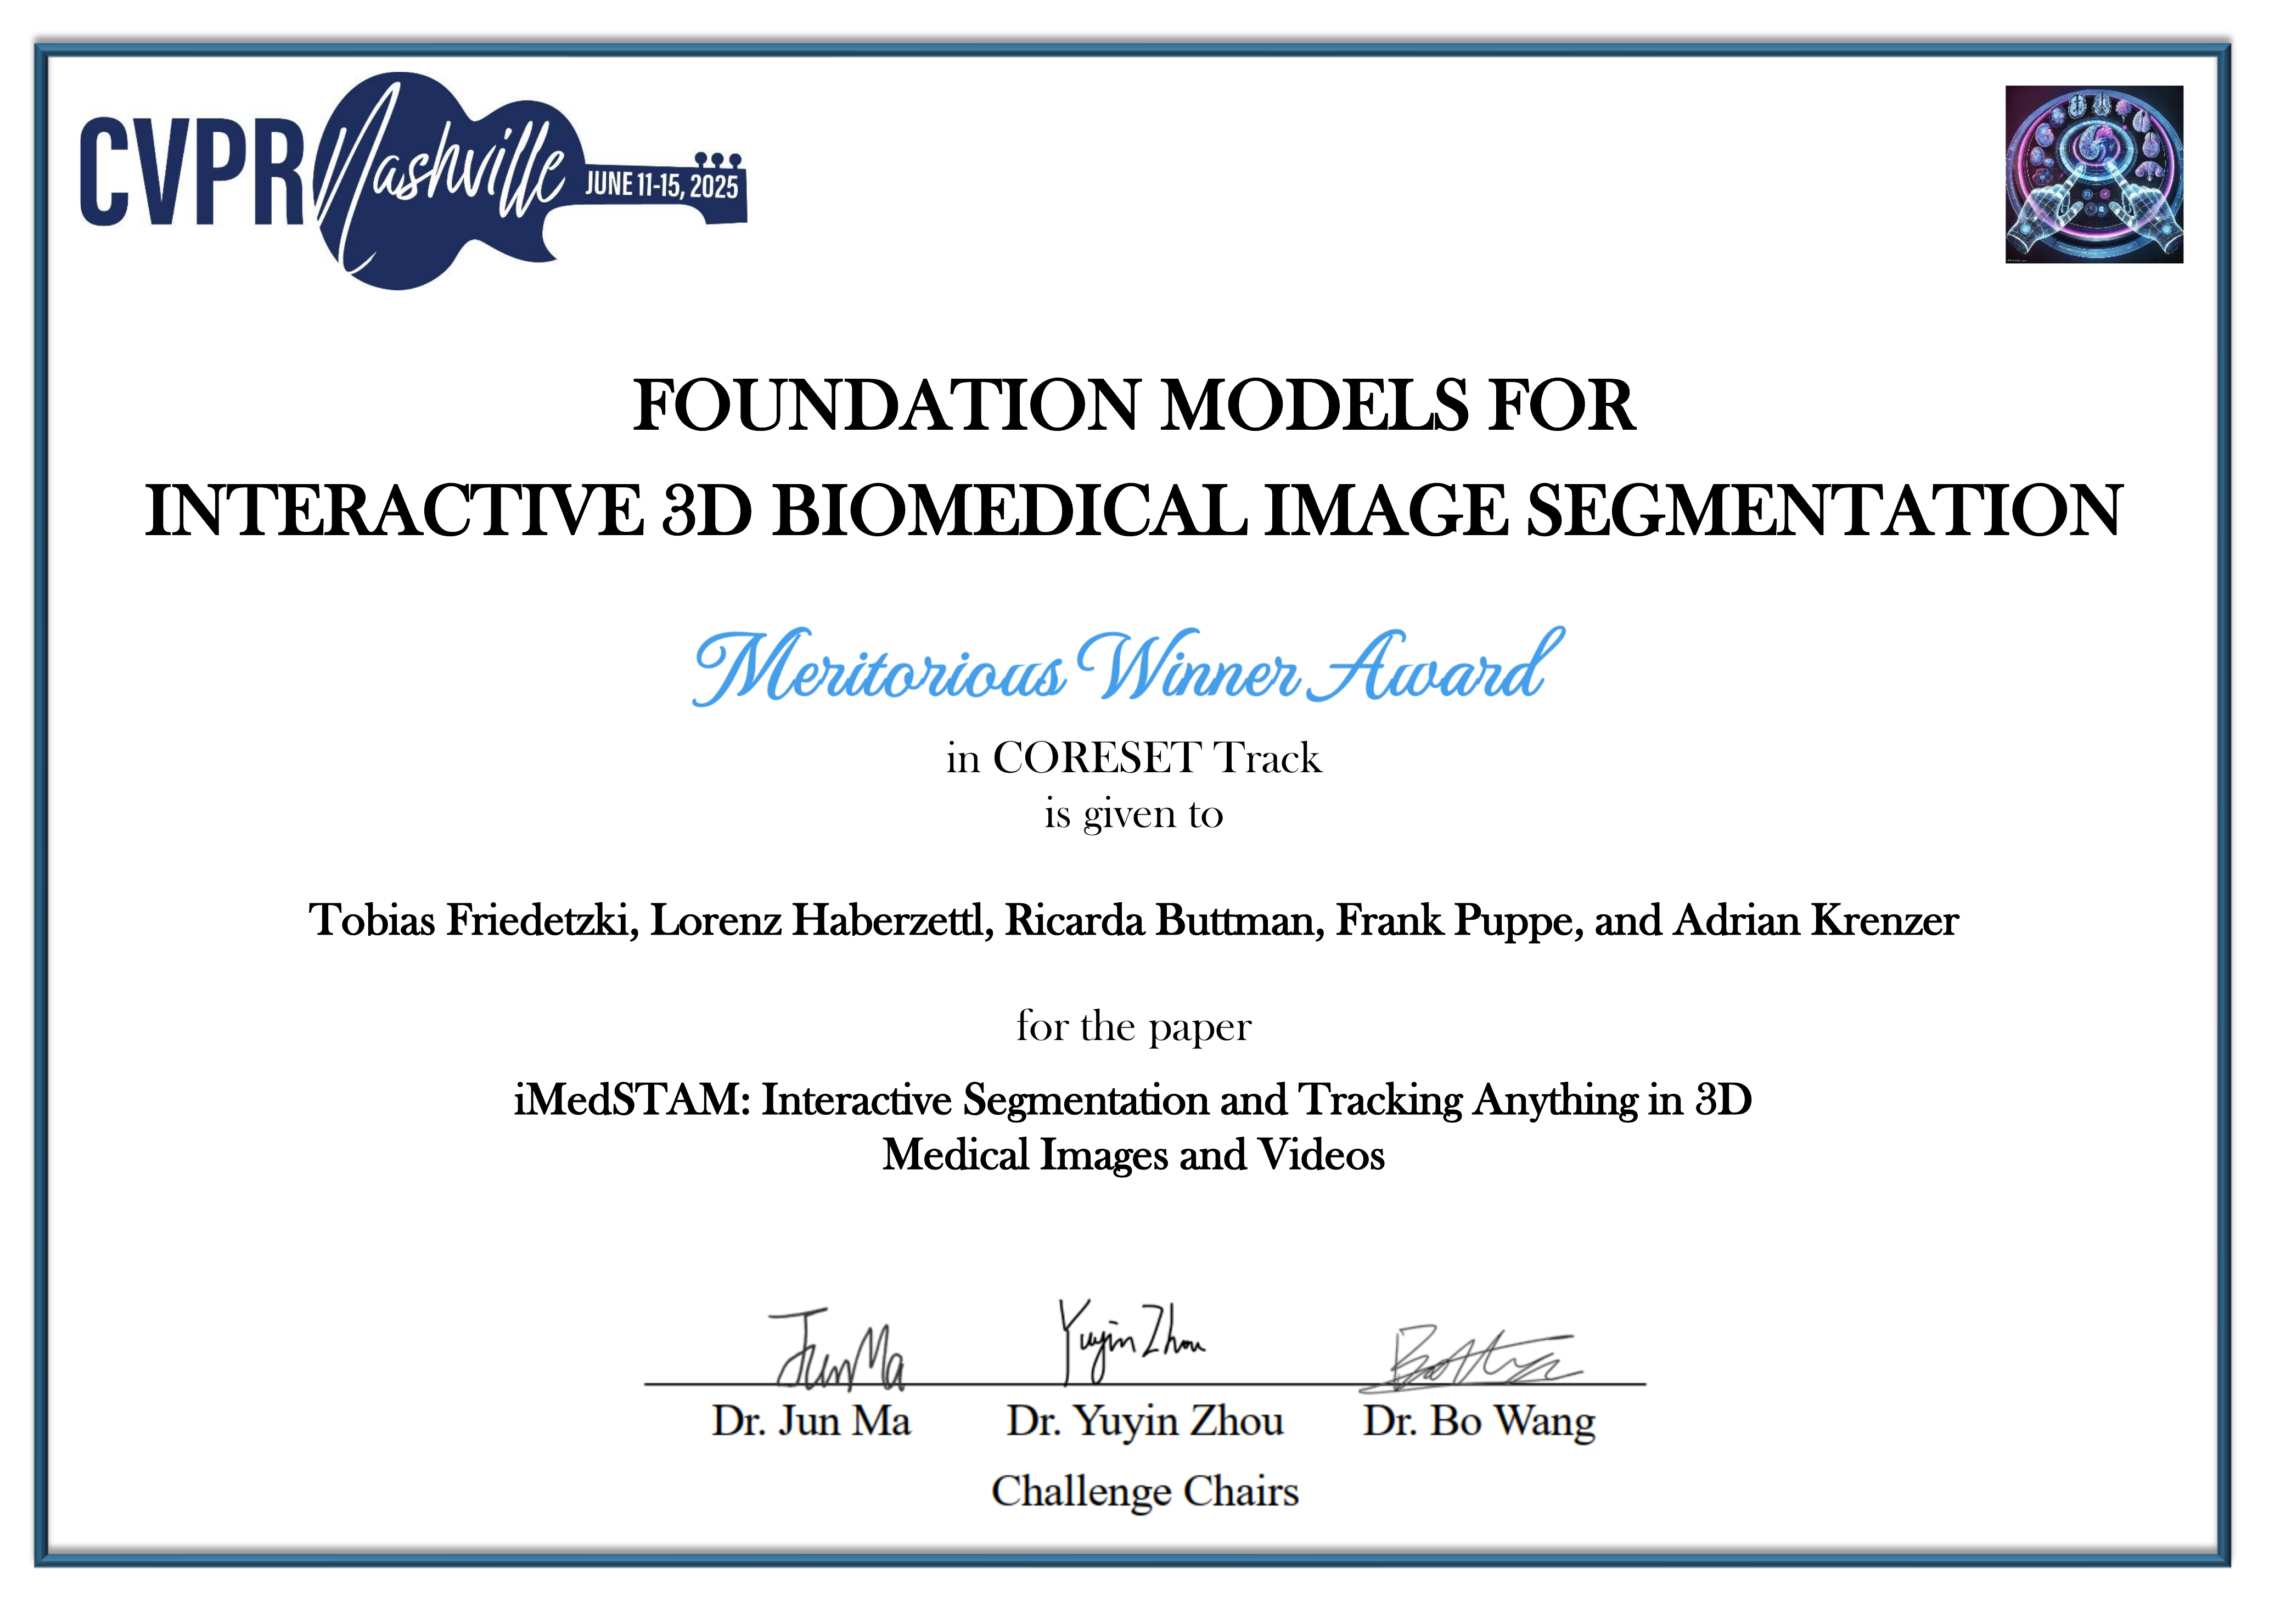 CVPR Nashville JUNE 11-15, 2025
FOUNDATION MODELS FOR
INTERACTIVE 3D BIOMEDICAL IMAGE SEGMENTATION
Meritorious Winner Award
in CORESET Track
is given to
Tobias Friedetzki, Lorenz Haberzettl, Ricarda Buttman, Frank Puppe, and Adrian Krenzer
for the paper
iMedSTAM: Interactive Segmentation and Tracking Anything in 3D
Medical Images and Videos
Jun Ma Yuyin Zhou
Dr. Jun Ma Dr. Yuyin Zhou Dr. Bo Wang
Challenge Chairs